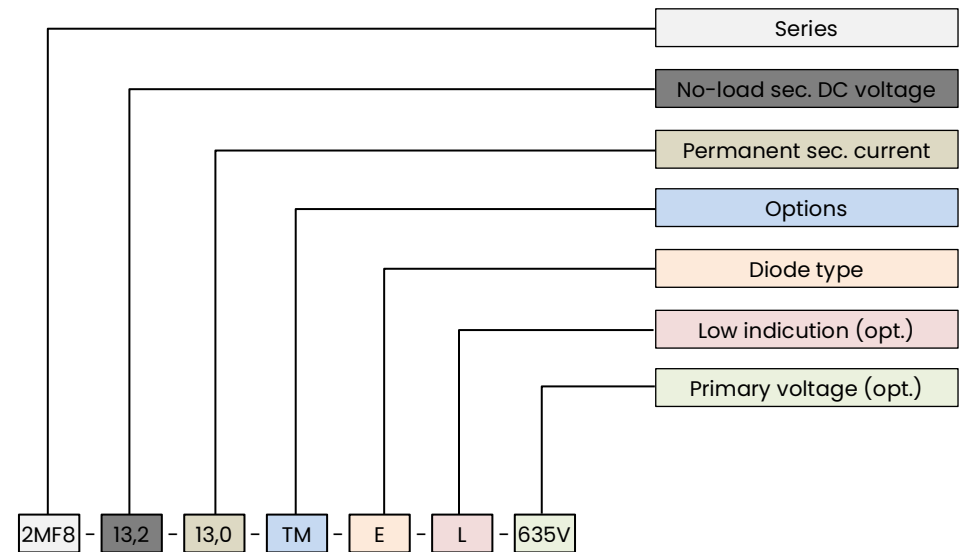 Series
No-load sec. DC voltage
Permanent sec. current
Options
Diode type
Low indicution (opt.)
Primary voltage (opt.)
2MF8 - 13,2 - 13,0 - TM - E - L - 635V